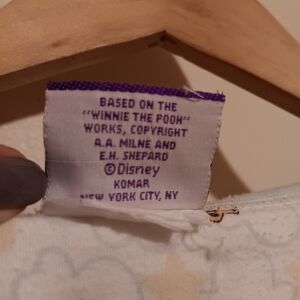 BASED ON THE
"WINNIE THE POOH"
WORKS, COPYRIGHT
A.A. MILNE AND
E.H. SHEPARD
©Disney
KOMAR
NEW YORK CITY, NY